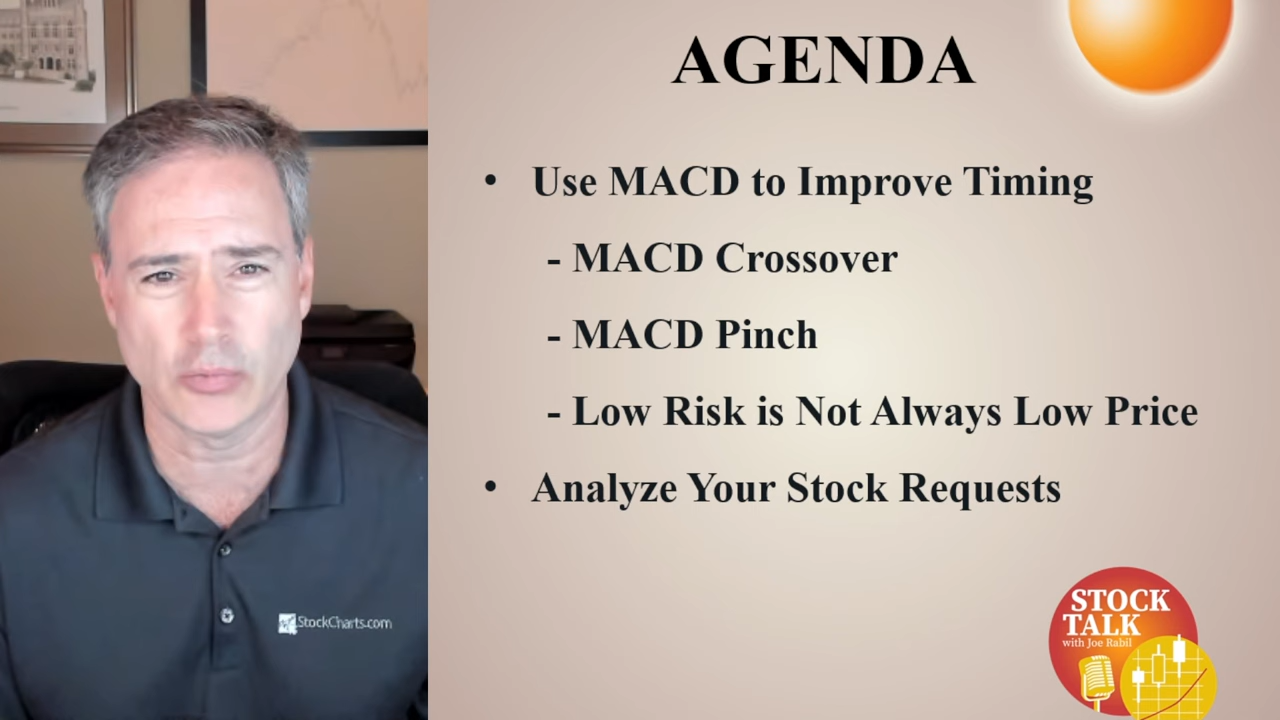 AGENDA
• Use MACD to Improve Timing
- MACD Crossover
- MACD Pinch
- Low Risk is Not Always Low Price
• Analyze Your Stock Requests
StockCharts.com
STOCK
TALK
with Joe Rabil